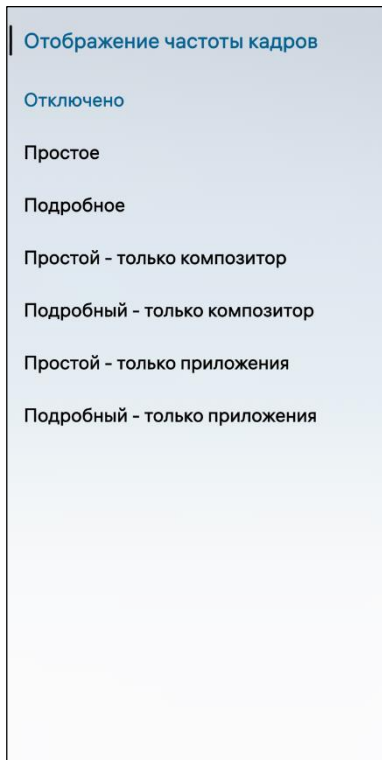 Отображение частоты кадров
Отключено
Простое
Подробное
Простой - только композитор
Подробный - только композитор
Простой - только приложения
Подробный - только приложения